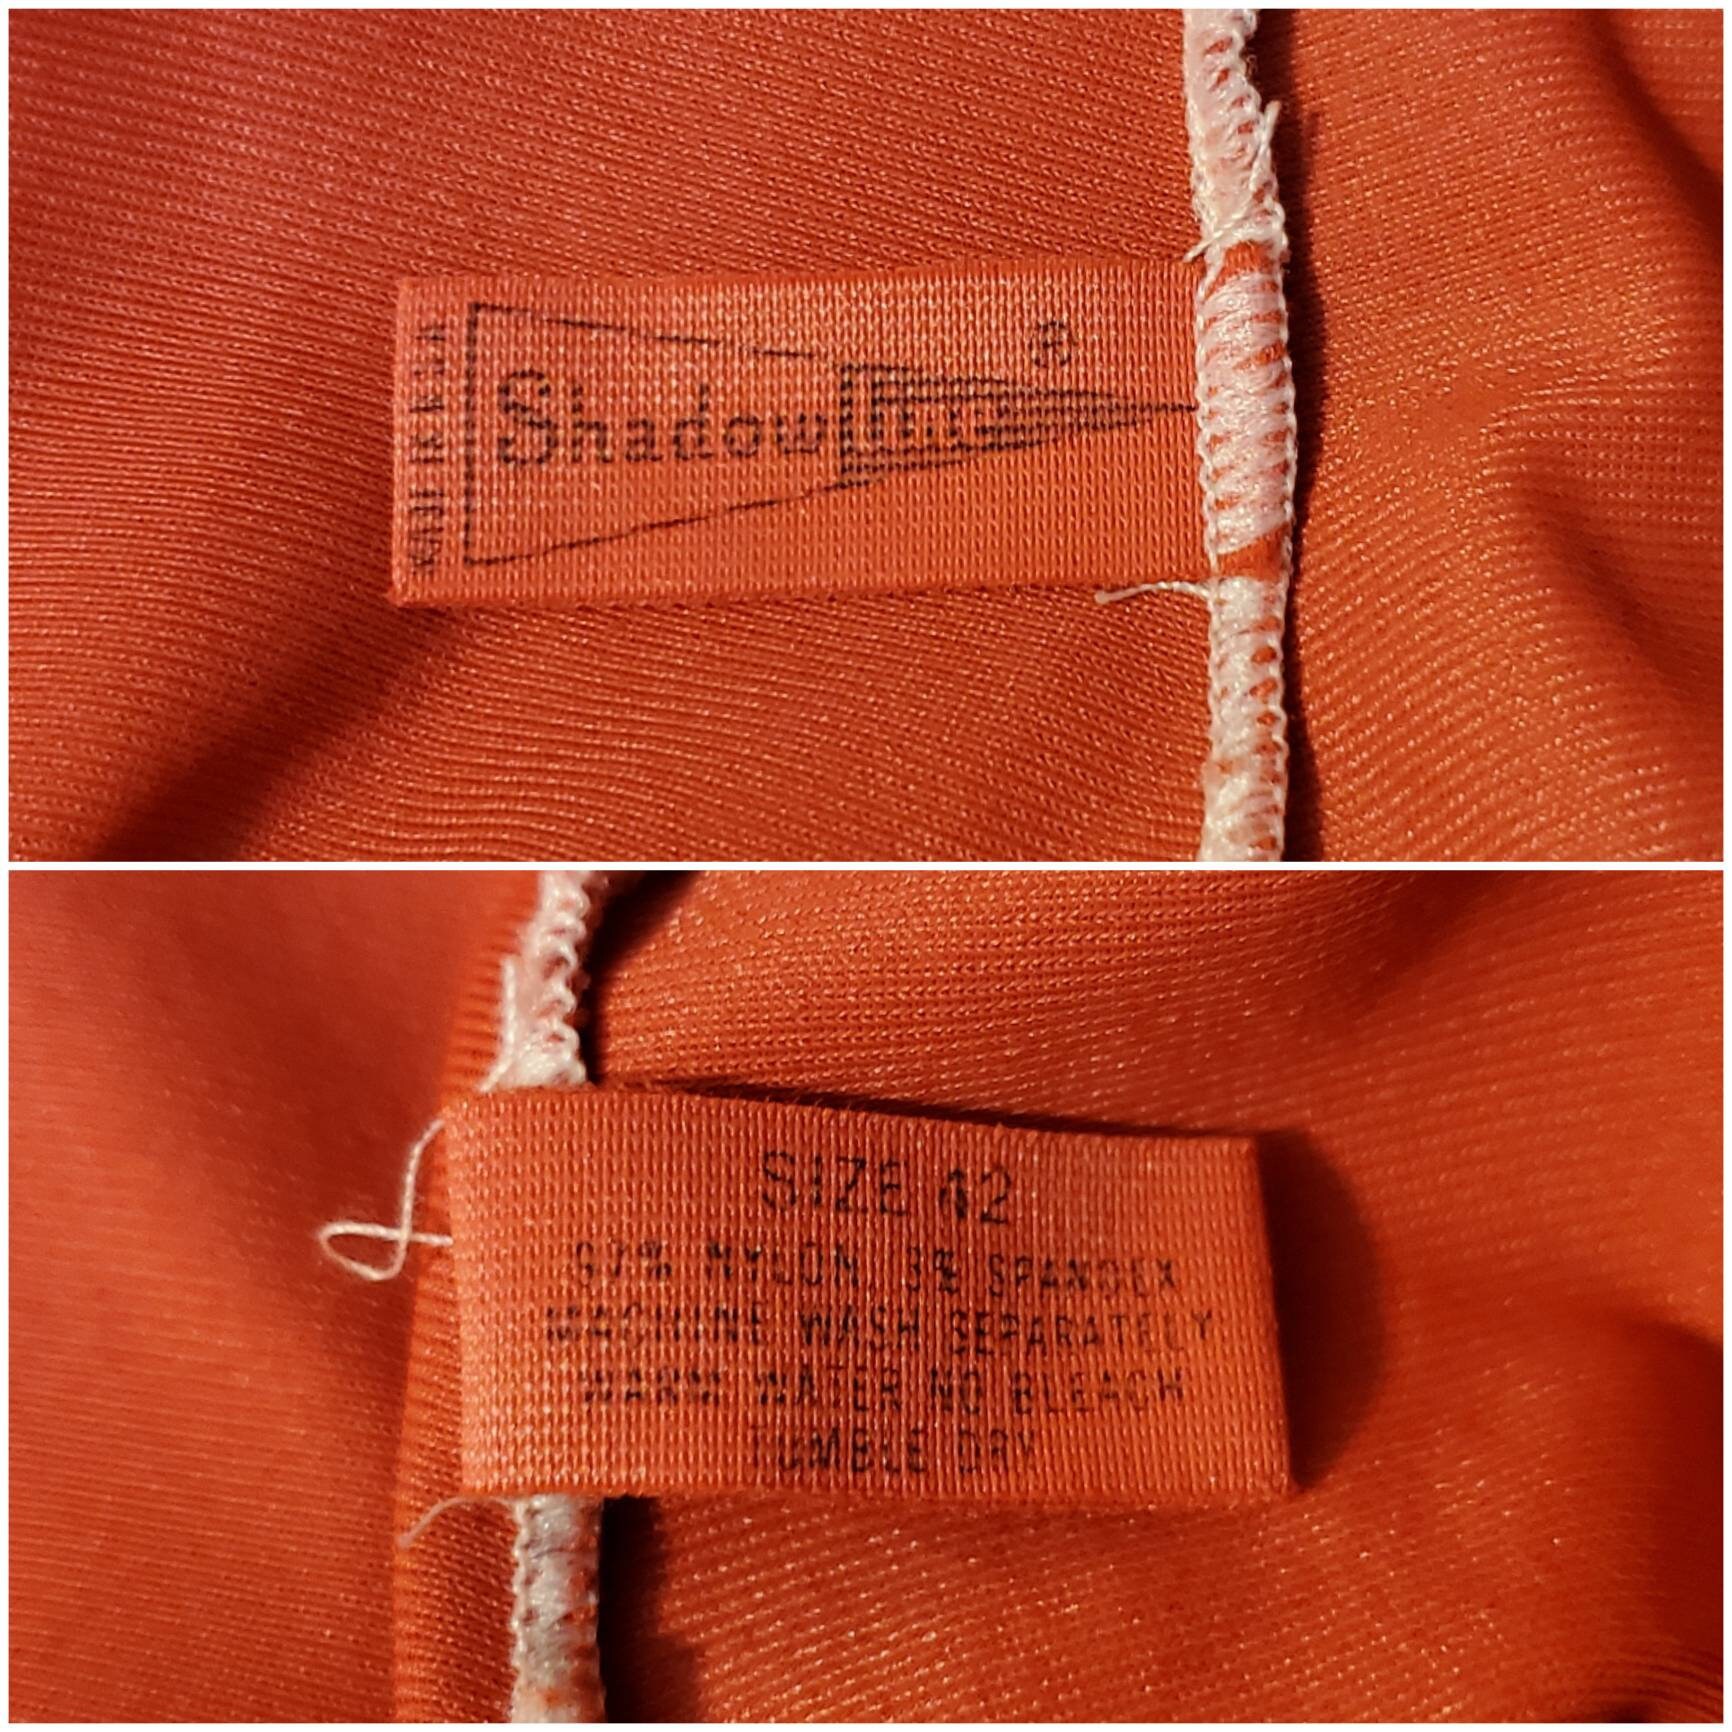 Shadowline
®
SIZE 42
97% NYLON, 3% SPANDEX
MACHINE WASH SEPARATELY
WARM WATER NO BLEACH
TUMBLE DRY